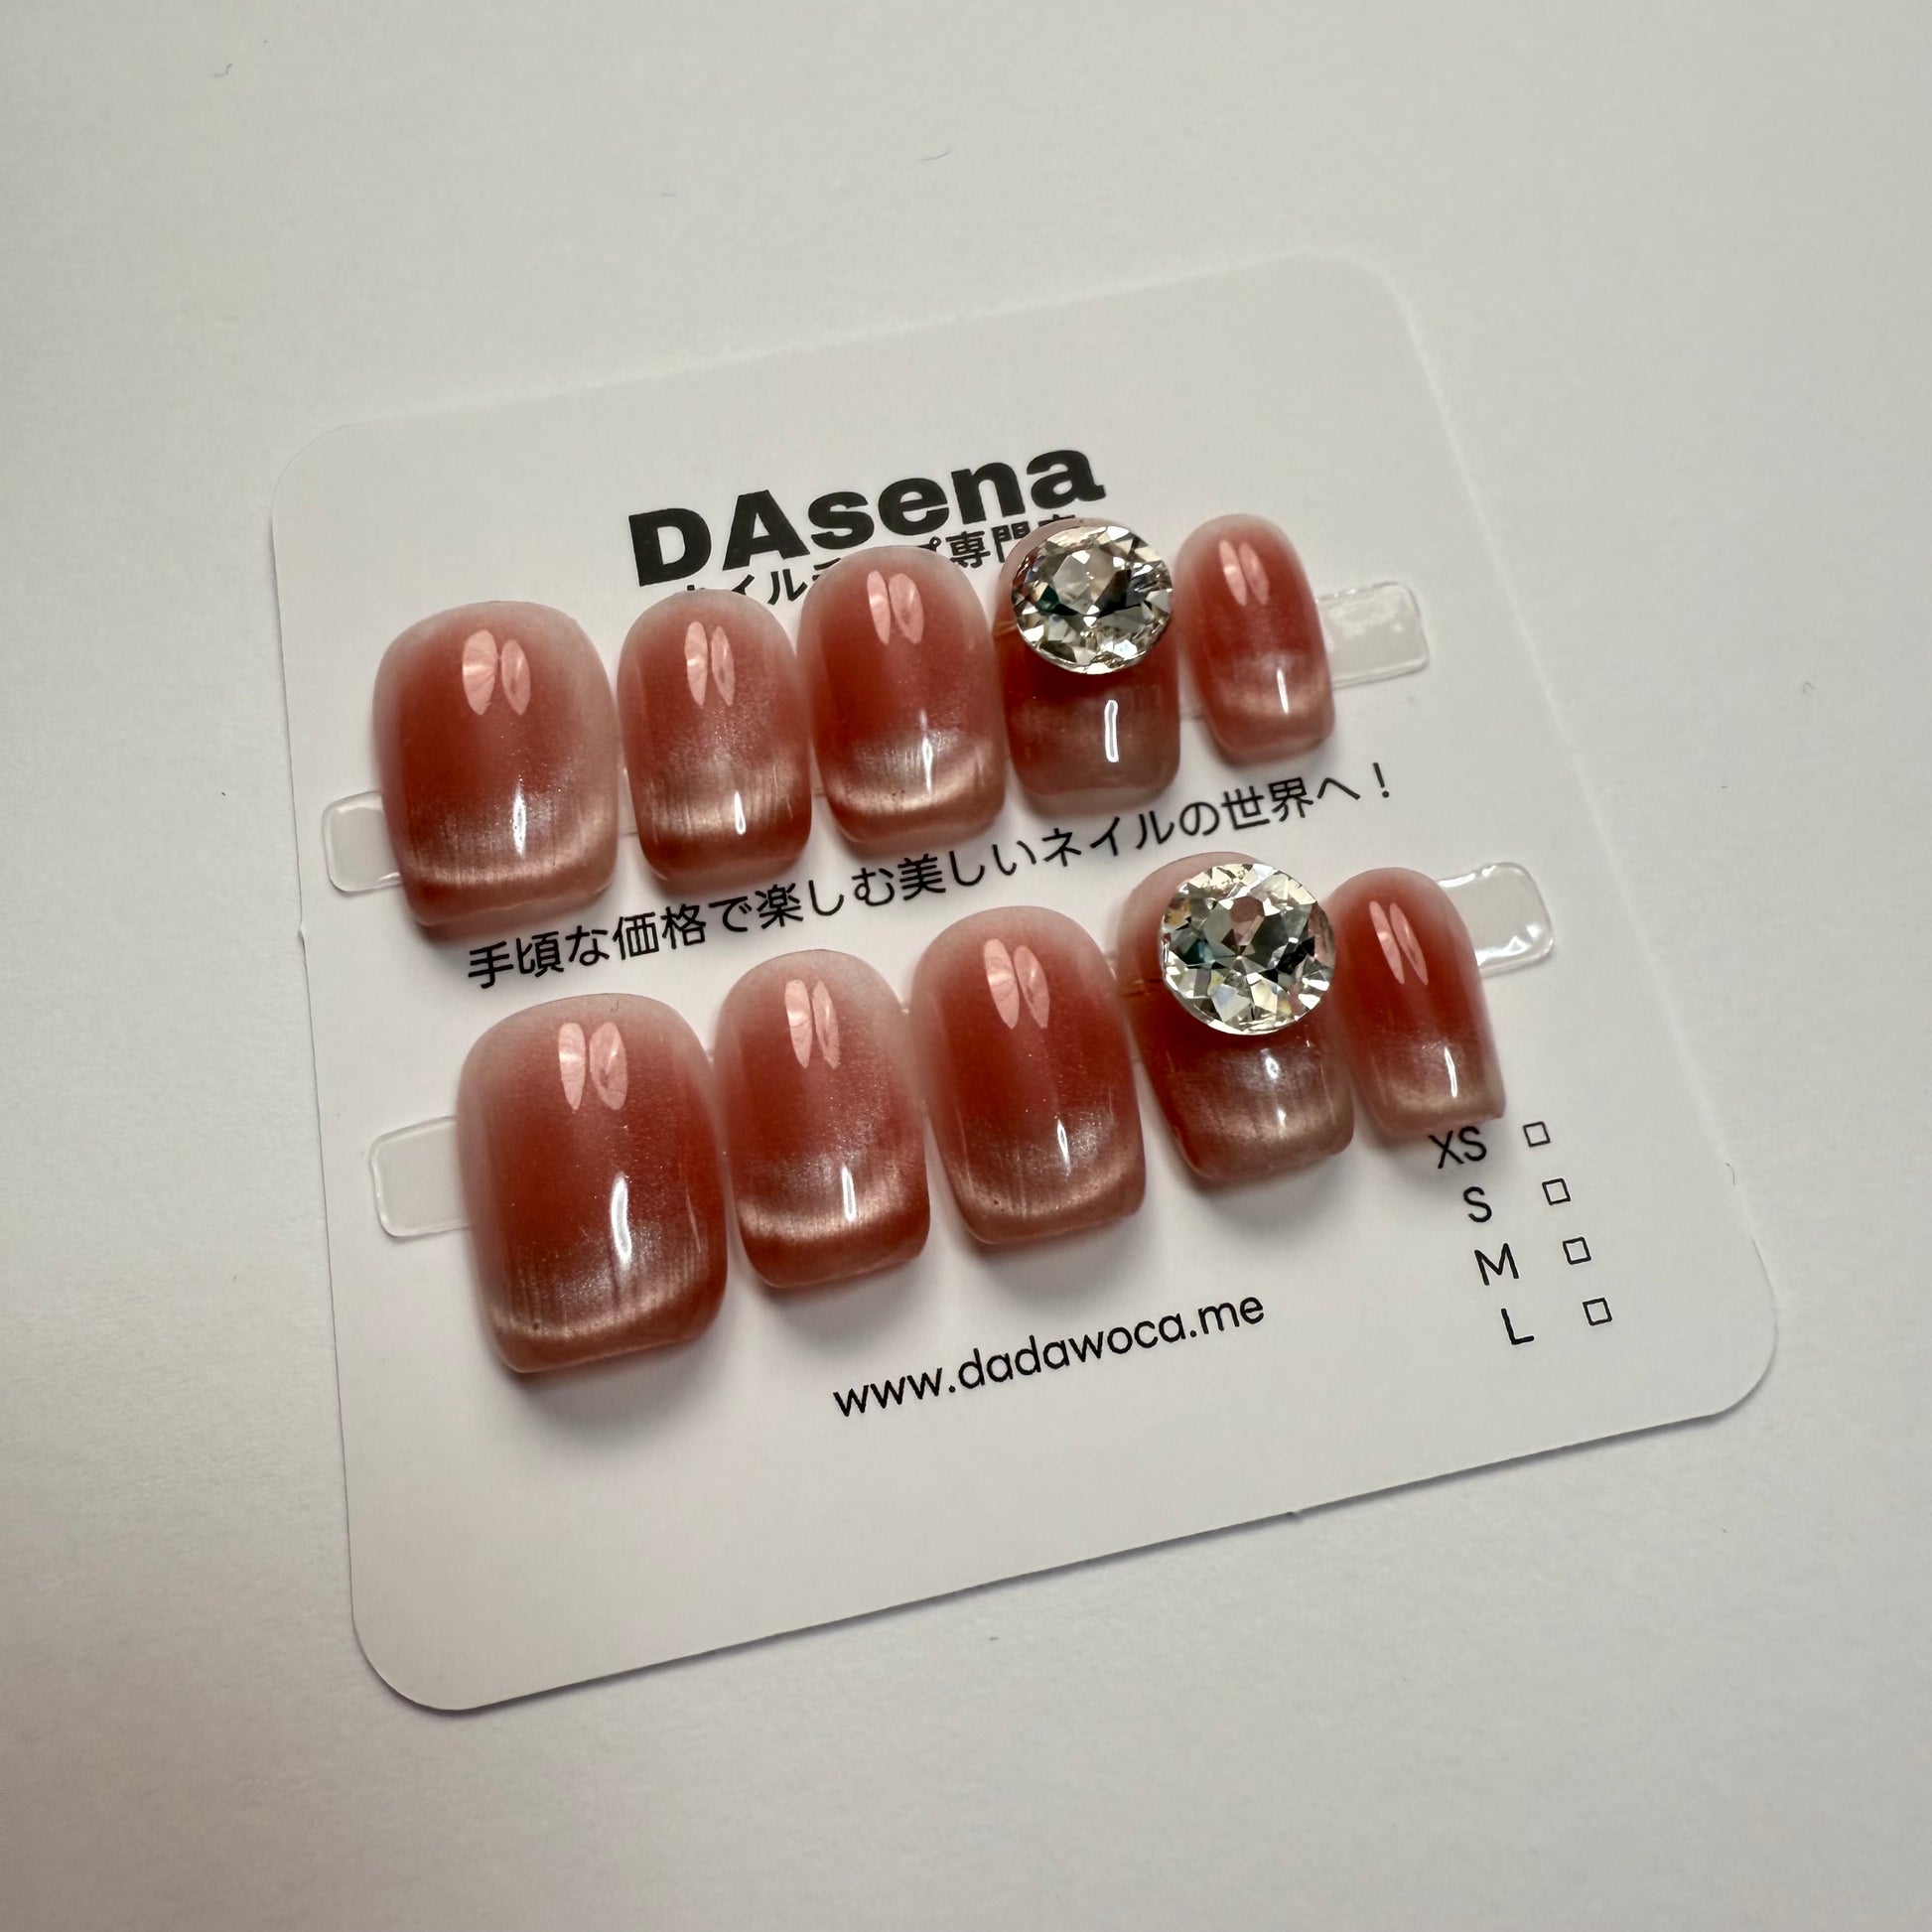 DAsena
手頃な価格で楽しむ美しいネイルの世界へ！
XS □
S □
M □
L □
www.dadawoca.me